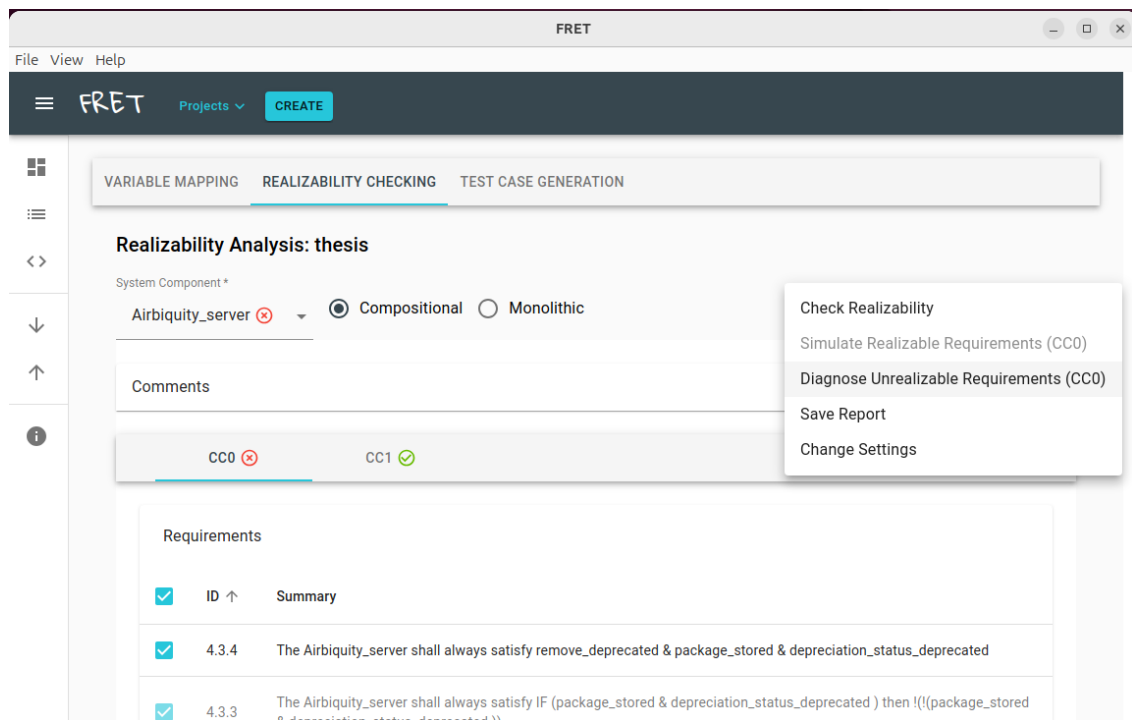 FRET
File View Help
FRET Projects CREATE
VARIABLE MAPPING REALIZABILITY CHECKING TEST CASE GENERATION
Realizability Analysis: thesis
System Component *
Airbiquity_server Compositional Monolithic
Check Realizability
Simulate Realizable Requirements (CC0)
Diagnose Unrealizable Requirements (CC0)
Save Report
Change Settings
Comments
CC0 CC1
Requirements
ID Summary
4.3.4 The Airbiquity_server shall always satisfy remove_deprecated & package_stored & depreciation_status_deprecated
4.3.3 The Airbiquity_server shall always satisfy IF (package_stored & depreciation_status_deprecated ) then !(!(package_stored
& depreciation_status_deprecated ))